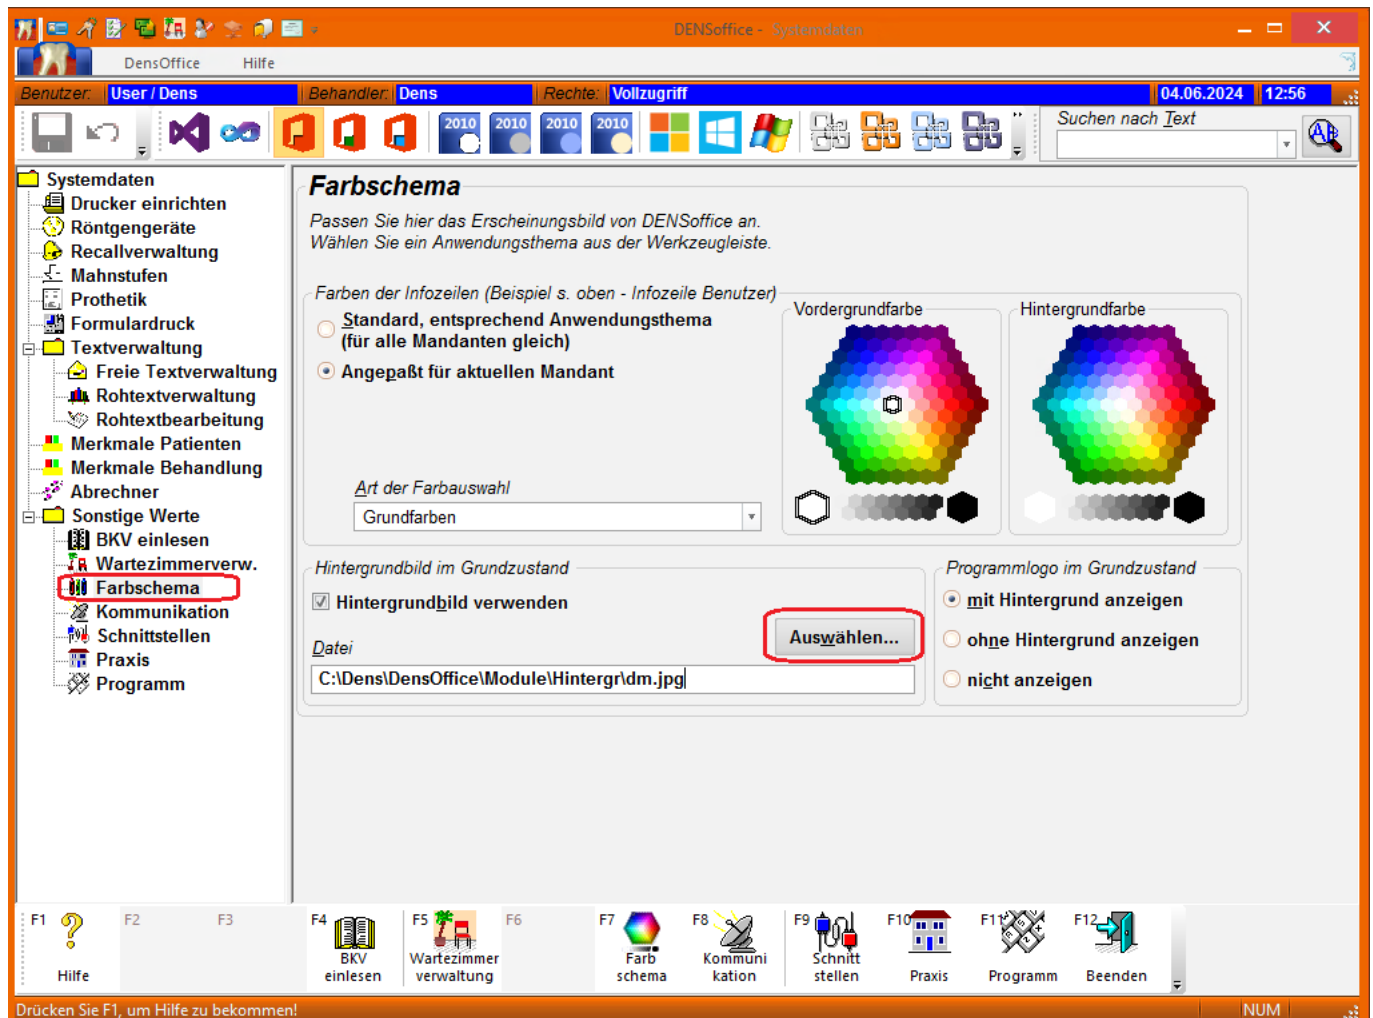 DENSoffice - Systemdaten
DensOffice Hilfe
Benutzer: User / Dens Behandler: Dens Rechte: Vollzugriff 04.06.2024 12:56
2010 2010 2010 2010
Suchen nach Text
Systemdaten
Drucker einrichten
Röntgengeräte
Recallverwaltung
Mahnstufen
Prothetik
Formulardruck
Textverwaltung
Freie Textverwaltung
Rohtextverwaltung
Rohtextbearbeitung
Merkmale Patienten
Merkmale Behandlung
Abrechner
Sonstige Werte
BKV einlesen
Wartezimmerverw.
Farbschema
Kommunikation
Schnittstellen
Praxis
Programm
Farbschema
Passen Sie hier das Erscheinungsbild von DENSoffice an.
Wählen Sie ein Anwendungsthema aus der Werkzeugleiste.
Farben der Infozeilen (Beispiel s. oben - Infozeile Benutzer)
Standard, entsprechend Anwendungsthema
(für alle Mandanten gleich)
Angepaßt für aktuellen Mandant
Art der Farbauswahl
Grundfarben
Vordergrundfarbe
Hintergrundfarbe
Hintergrundbild im Grundzustand
Hintergrundbild verwenden
Auswählen...
Datei
C:\Dens\DensOffice\Module\Hintergr\dm.jpg
Programmlogo im Grundzustand
mit Hintergrund anzeigen
ohne Hintergrund anzeigen
nicht anzeigen
F1 Hilfe
F2
F3
F4 BKV einlesen
F5 Wartezimmer verwaltung
F6
F7 Farb schema
F8 Kommuni kation
F9 Schnitt stellen
F10 Praxis
F11 Programm
F12 Beenden
Drücken Sie F1, um Hilfe zu bekommen! NUM